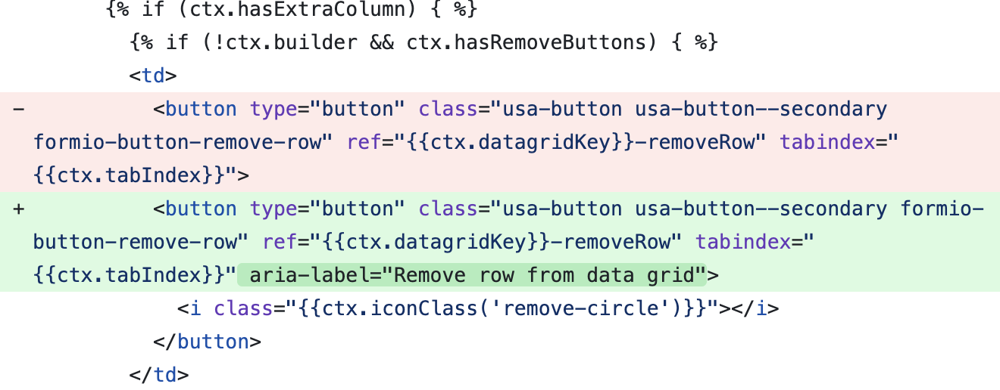 {% if (ctx.hasExtraColumn) { %}
{% if (!ctx.builder && ctx.hasRemoveButtons) { %}
<td>
− <button type="button" class="usa-button usa-button--secondary
formio-button-remove-row" ref="{{ctx.datagridKey}}-removeRow" tabindex="
{{ctx.tabIndex}}">
+ <button type="button" class="usa-button usa-button--secondary formio-
button-remove-row" ref="{{ctx.datagridKey}}-removeRow" tabindex="
{{ctx.tabIndex}}" aria-label="Remove row from data grid">
<i class="{{ctx.iconClass('remove-circle')}}"></i>
</button>
</td>